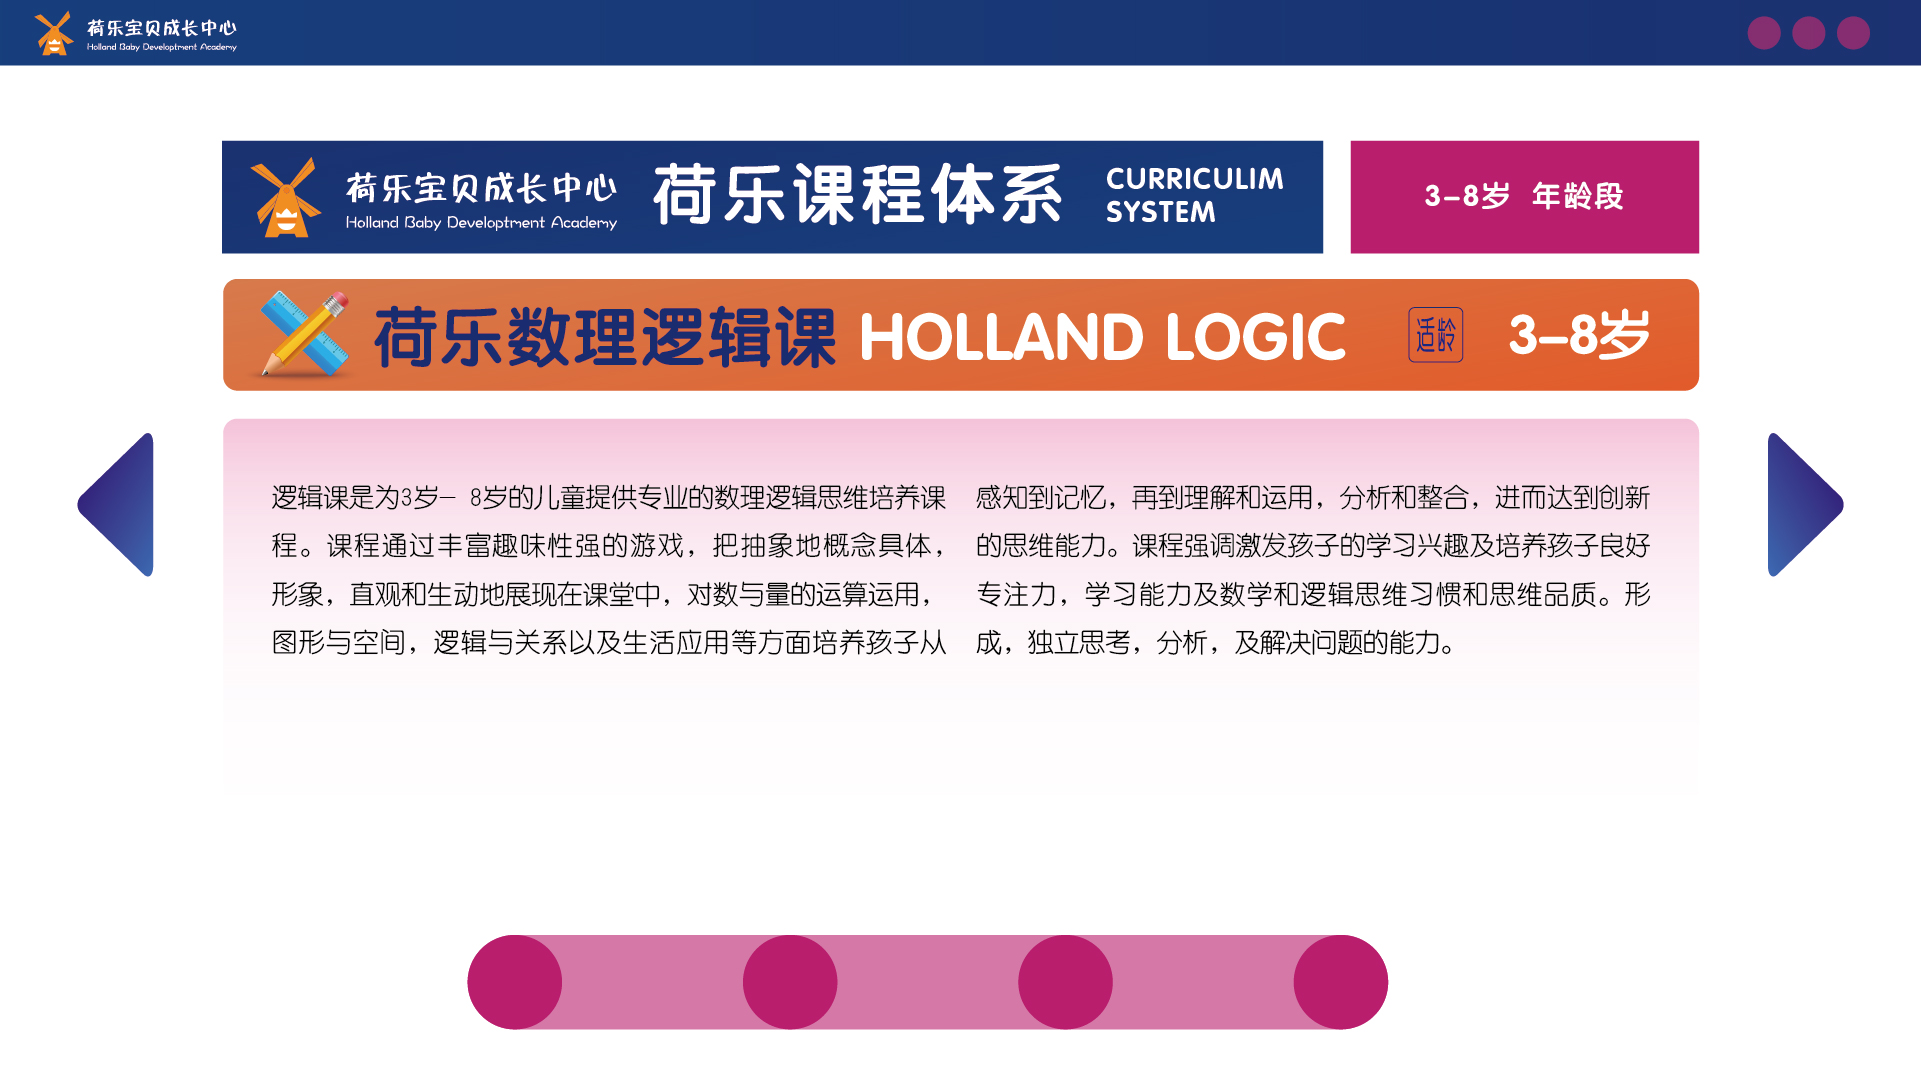 荷乐宝贝成长中心
Holland Baby Developtment Academy
荷乐宝贝成长中心
Holland Baby Developtment Academy
荷乐课程体系
CURRICULIM
SYSTEM
3-8岁 年龄段
荷乐数理逻辑课 HOLLAND LOGIC 适龄 3-8岁
逻辑课是为3岁- 8岁的儿童提供专业的数理逻辑思维培养课
程。课程通过丰富趣味性强的游戏，把抽象地概念具体，
形象，直观和生动地展现在课堂中，对数与量的运算运用，
图形与空间，逻辑与关系以及生活应用等方面培养孩子从
感知到记忆，再到理解和运用，分析和整合，进而达到创新
的思维能力。课程强调激发孩子的学习兴趣及培养孩子良好
专注力，学习能力及数学和逻辑思维习惯和思维品质。形
成，独立思考，分析，及解决问题的能力。